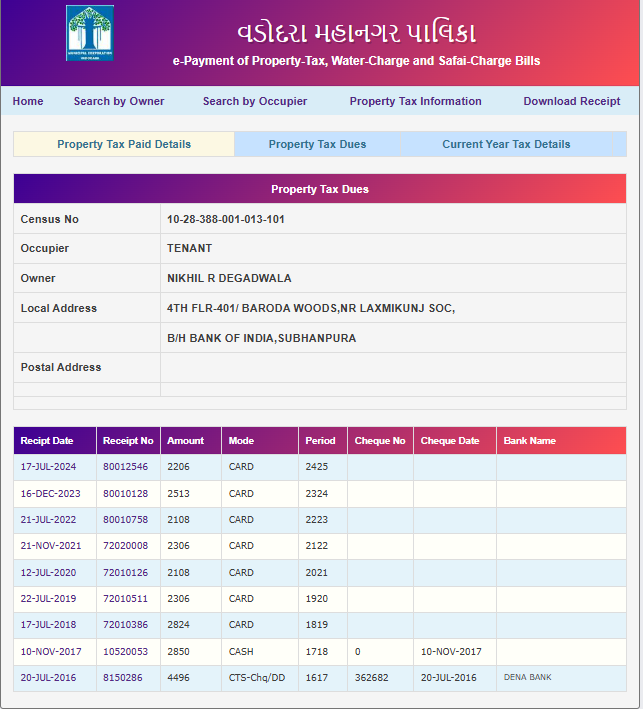 વડોદરા મહાનગર પાલિકા
e-Payment of Property-Tax, Water-Charge and Safai-Charge Bills
Home Search by Owner Search by Occupier Property Tax Information Download Receipt
Property Tax Paid Details Property Tax Dues Current Year Tax Details
Property Tax Dues
Census No 10-28-388-001-013-101
Occupier TENANT
Owner NIKHIL R DEGADWALA
Local Address 4TH FLR-401/ BARODA WOODS,NR LAXMIKUNJ SOC,
B/H BANK OF INDIA,SUBHANPURA
Postal Address
Recipt Date Receipt No Amount Mode Period Cheque No Cheque Date Bank Name
17-JUL-2024 80012546 2206 CARD 2425
16-DEC-2023 80010128 2513 CARD 2324
21-JUL-2022 80010758 2108 CARD 2223
21-NOV-2021 72020008 2306 CARD 2122
12-JUL-2020 72010126 2108 CARD 2021
22-JUL-2019 72010511 2306 CARD 1920
17-JUL-2018 72010386 2824 CARD 1819
10-NOV-2017 10520053 2850 CASH 1718 0 10-NOV-2017
20-JUL-2016 8150286 4496 CTS-Chq/DD 1617 362682 20-JUL-2016 DENA BANK